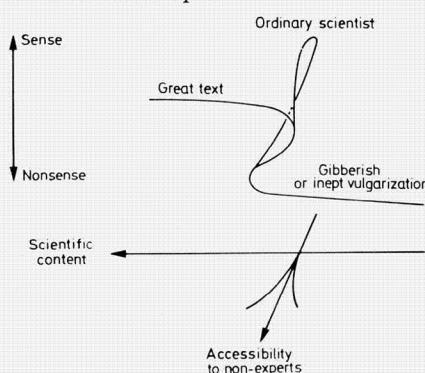 Ordinary scientist
Sense
Great text
Nonsense
Gibberish
or inept vulgarization
Scientific
content
Accessibility
to non-experts